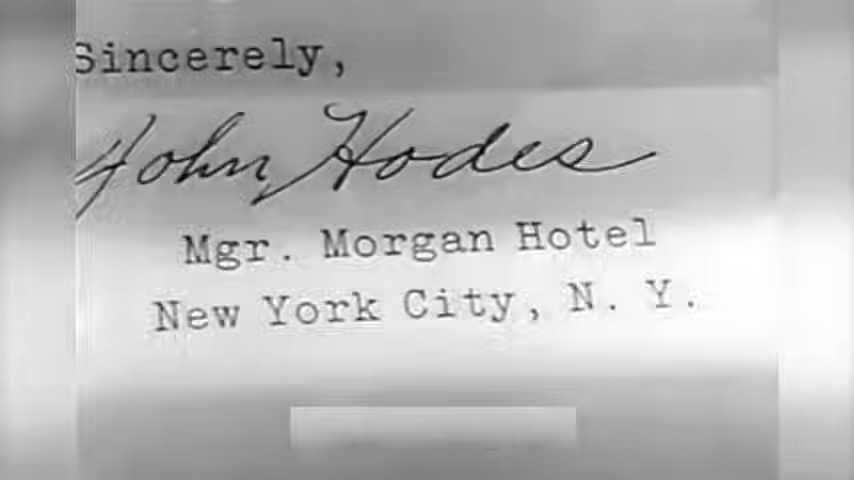 Sincerely,
John Hodes
Mgr. Morgan Hotel
New York City, N. Y.